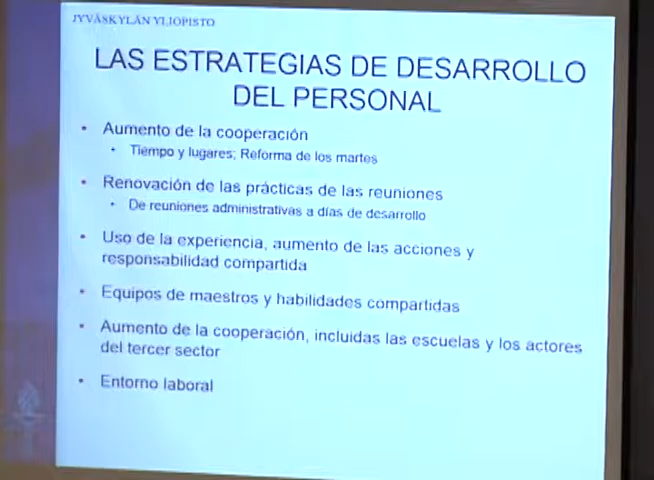 JYVÄSKYLÄN YLIOPISTO
LAS ESTRATEGIAS DE DESARROLLO
DEL PERSONAL
• Aumento de la cooperación
• Tiempo y lugares; Reforma de los martes
• Renovación de las prácticas de las reuniones
• De reuniones administrativas a días de desarrollo
• Uso de la experiencia, aumento de las acciones y
responsabilidad compartida
• Equipos de maestros y habilidades compartidas
• Aumento de la cooperación, incluidas las escuelas y los actores
del tercer sector
• Entorno laboral